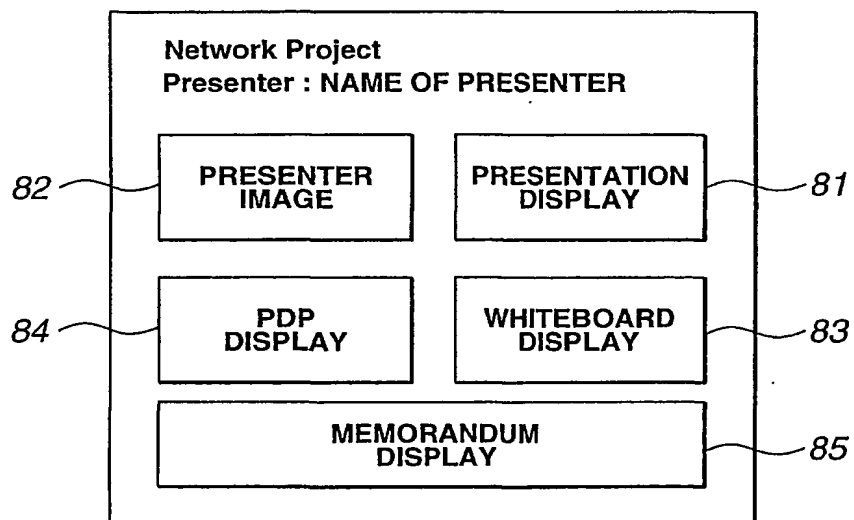 Network Project
Presenter : NAME OF PRESENTER
82
PRESENTER
IMAGE
PRESENTATION
DISPLAY
81
84
PDP
DISPLAY
WHITEBOARD
DISPLAY
83
MEMORANDUM
DISPLAY
85